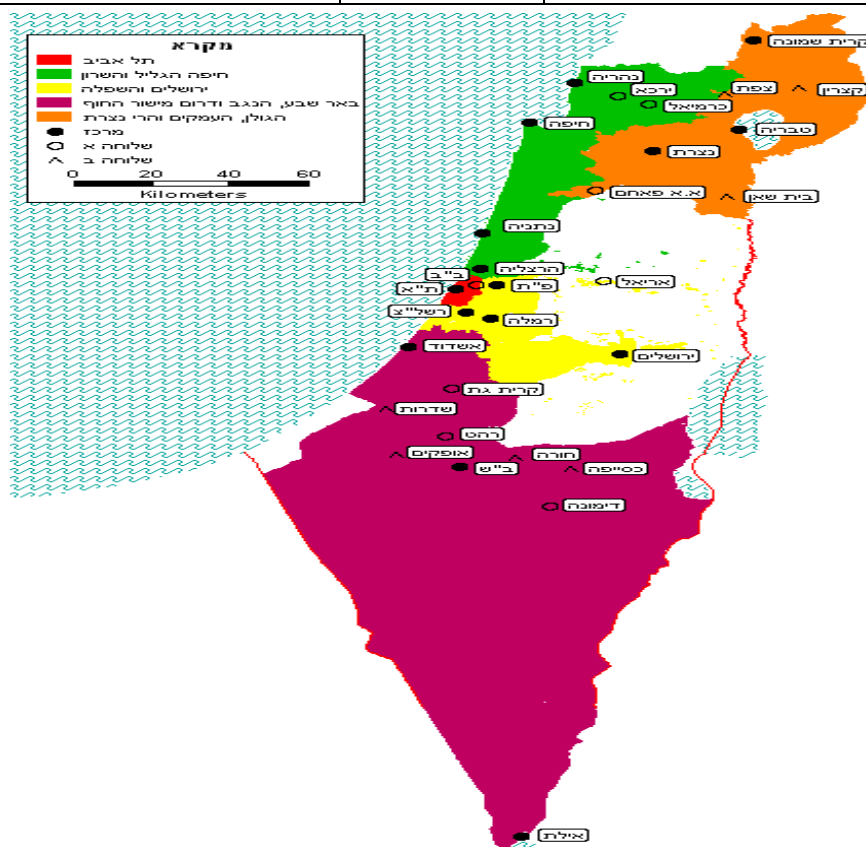 מקרא
תל אביב
חיפה הגליל והשרון
ירושלים והשפלה
באר שבע, הנגב ודרום מישור החוף
הגולן, העמקים והרי נצרת
מרכז
שלוחה א
שלוחה ב
0 20 40 60
Kilometers
קרית שמונה
נהריה
ירכא
צפת
קצרין
כרמיאל
חיפה
טבריה
נצרת
א.א פאחם
בית שאן
נתניה
הרצליה
ב"ב
ת"א
פ"ת
אריאל
רשל"צ
רמלה
אשדוד
ירושלים
קרית גת
שדרות
רהט
אופקים
חורה
ב"ש
כסייפה
דימונה
אילת